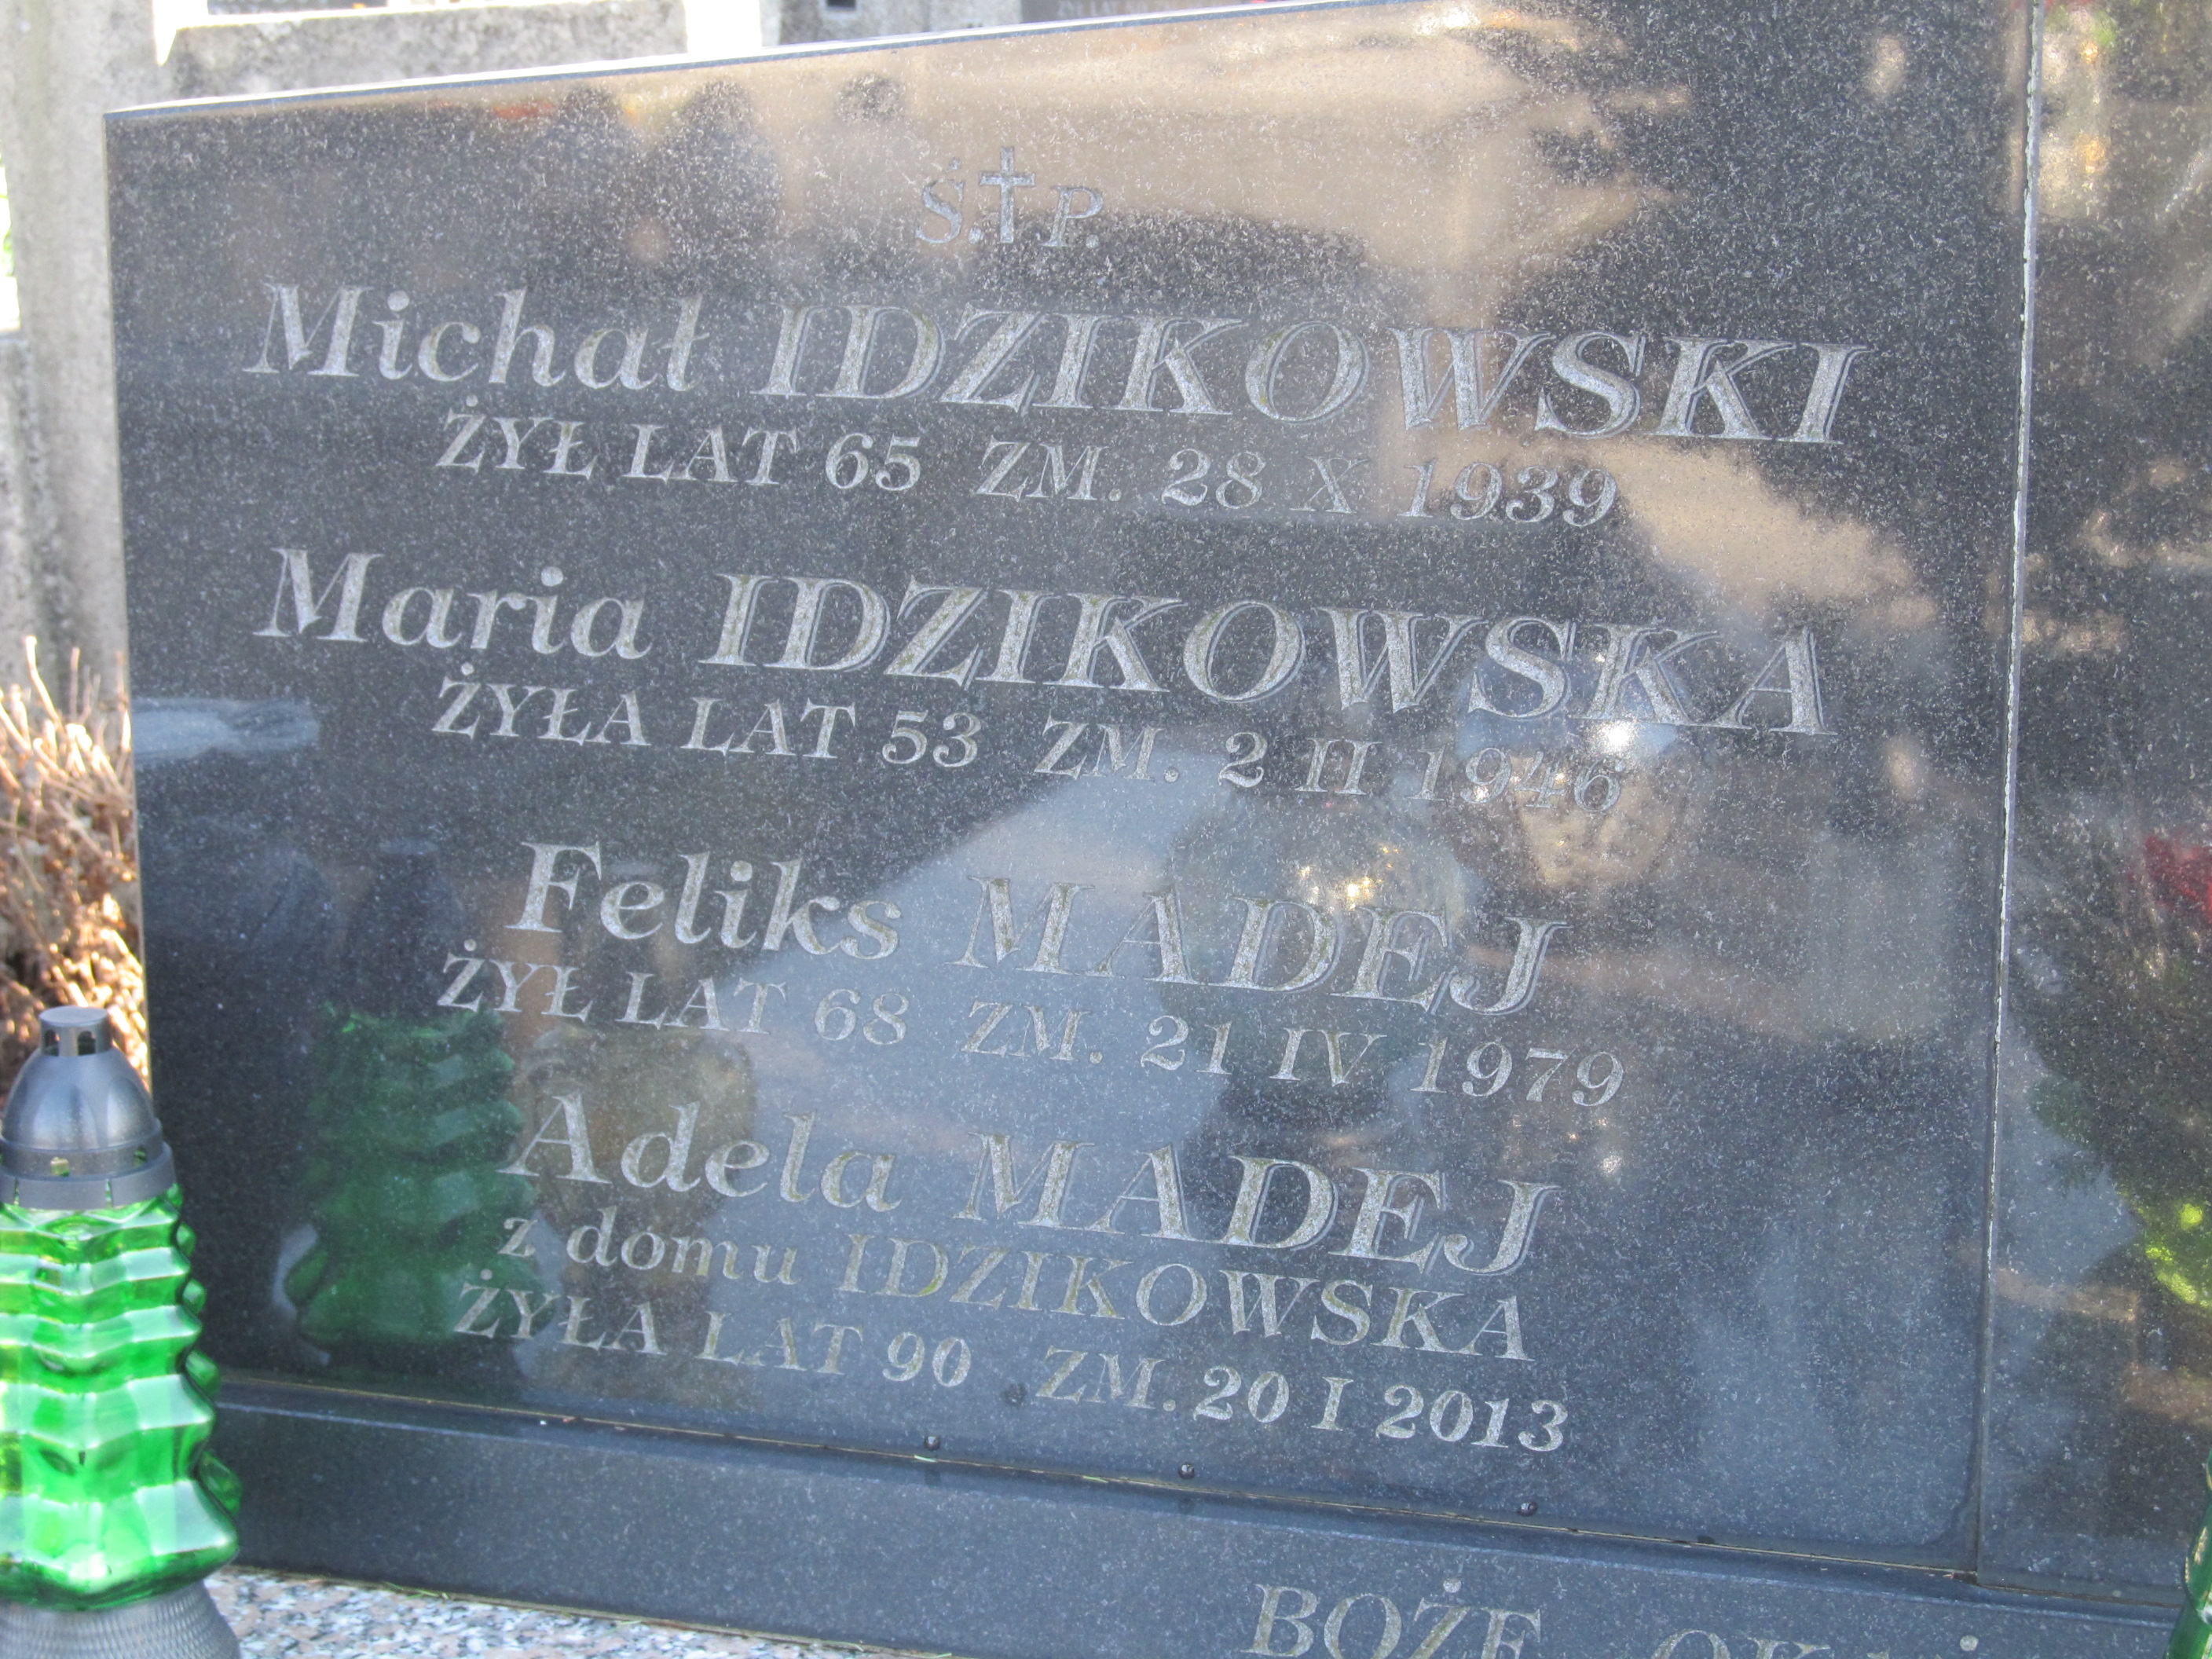 Ś.✝P.
Michał IDZIKOWSKI
ŻYŁ LAT 65 ZM. 28 X 1939
Maria IDZIKOWSKA
ŻYŁA LAT 53 ZM. 2 II 1946
Feliks MADEJ
ŻYŁ LAT 68 ZM. 21 IV 1979
Adela MADEJ
z domu IDZIKOWSKA
ŻYŁA LAT 90 ZM. 20 I 2013
BOŻE